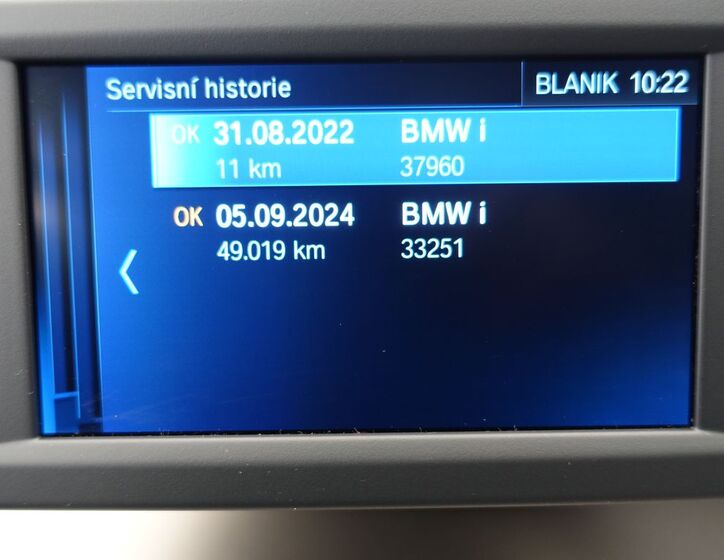 Servisní historie BLANIK 10:22
OK 31.08.2022 BMW i
11 km 37960
OK 05.09.2024 BMW i
49.019 km 33251